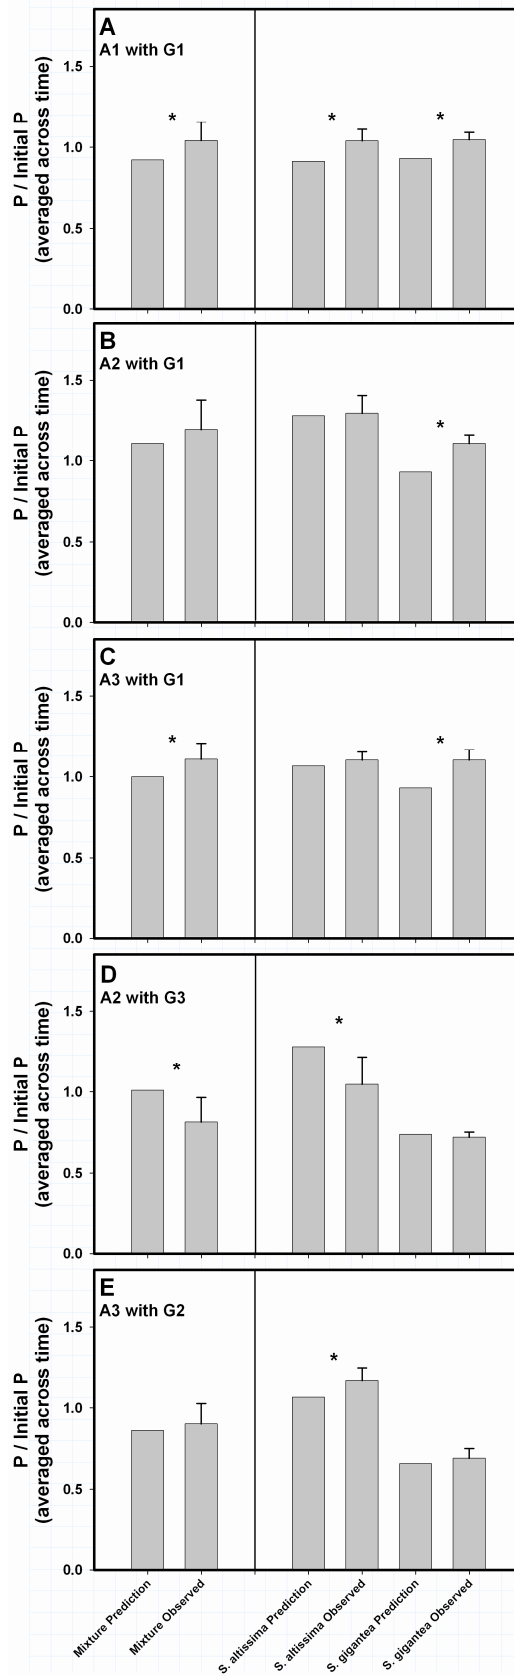 A
A1 with G1
*
*
*
1.5
1.0
0.5
0.0
P / Initial P
(averaged across time)
B
A2 with G1
*
1.5
1.0
0.5
0.0
P / Initial P
(averaged across time)
C
A3 with G1
*
*
1.5
1.0
0.5
0.0
P / Initial P
(averaged across time)
D
A2 with G3
*
*
1.5
1.0
0.5
0.0
P / Initial P
(averaged across time)
E
A3 with G2
*
1.5
1.0
0.5
0.0
P / Initial P
(averaged across time)
Mixture Prediction
Mixture Observed
S. altissima Prediction
S. altissima Observed
S. gigantea Prediction
S. gigantea Observed